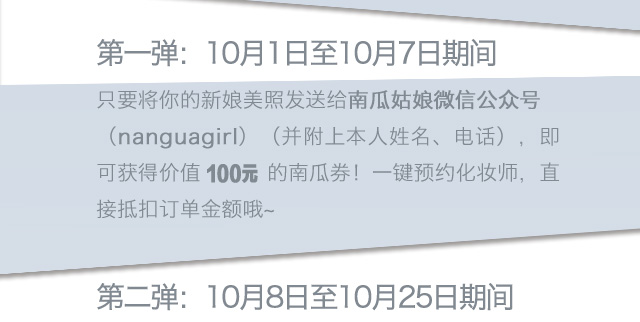 第一弹：10月1日至10月7日期间
只要将你的新娘美照发送给南瓜姑娘微信公众号
（nanguagirl）（并附上本人姓名、电话），即
可获得价值 100元 的南瓜券！一键预约化妆师，直
接抵扣订单金额哦~
第二弹：10月8日至10月25日期间